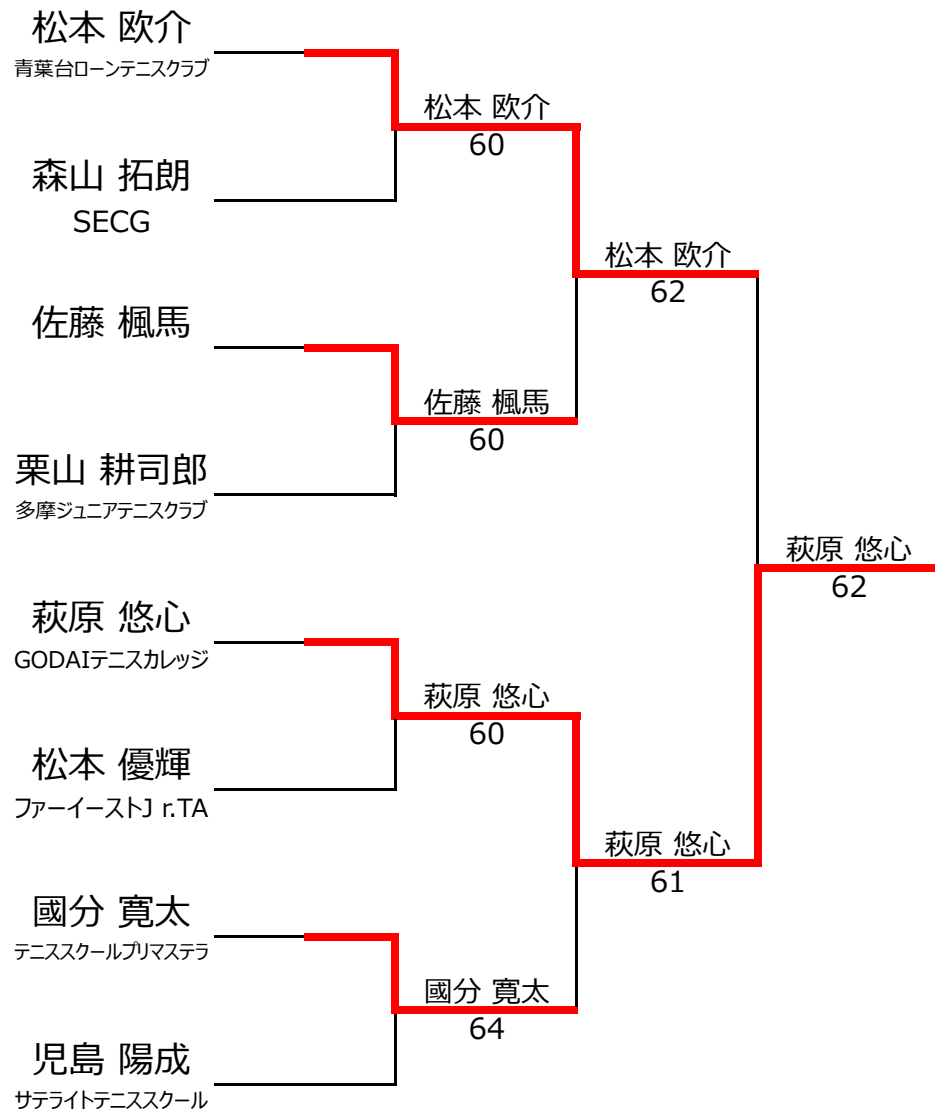 松本 欧介
青葉台ローンテニスクラブ
松本 欧介
60
森山 拓朗
SECG
松本 欧介
62
佐藤 楓馬
佐藤 楓馬
60
栗山 耕司郎
多摩ジュニアテニスクラブ
萩原 悠心
62
萩原 悠心
GODAIテニスカレッジ
萩原 悠心
60
松本 優輝
ファーイーストJ r.TA
萩原 悠心
61
國分 寛太
テニススクールプリマステラ
國分 寛太
64
児島 陽成
サテライトテニススクール